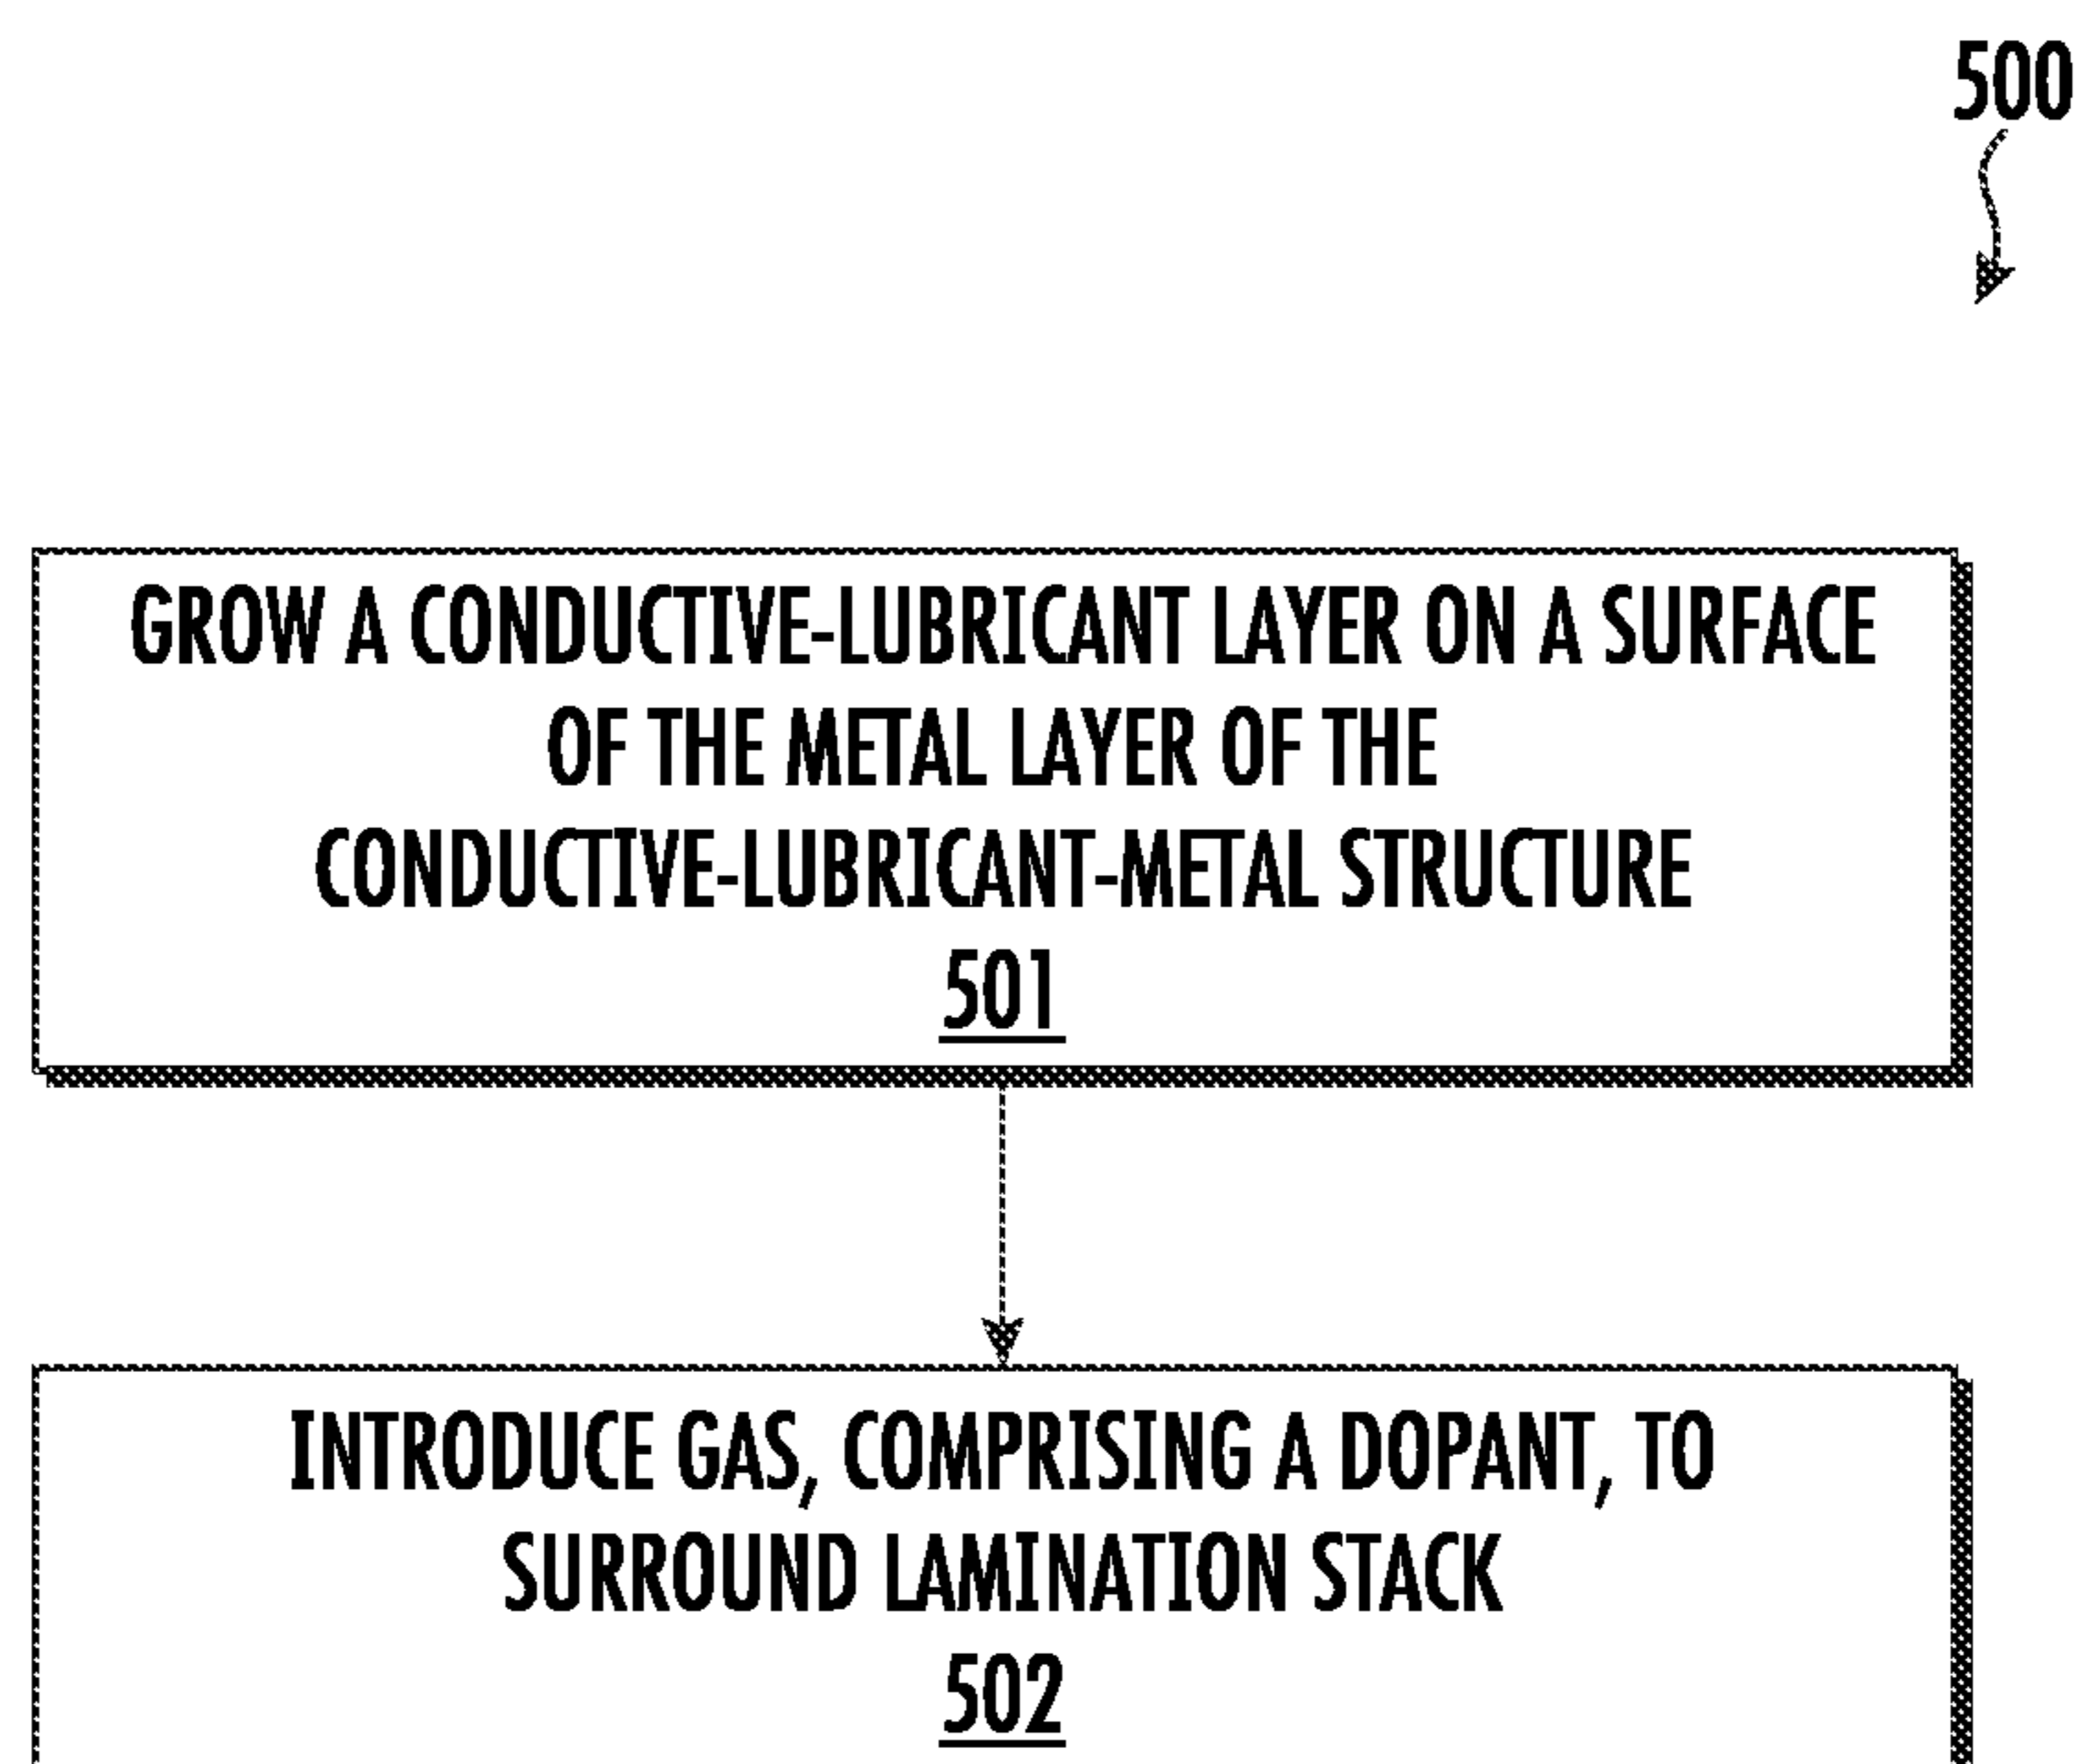 500
GROW A CONDUCTIVE-LUBRICANT LAYER ON A SURFACE
OF THE METAL LAYER OF THE
CONDUCTIVE-LUBRICANT-METAL STRUCTURE
501
INTRODUCE GAS, COMPRISING A DOPANT, TO
SURROUND LAMINATION STACK
502